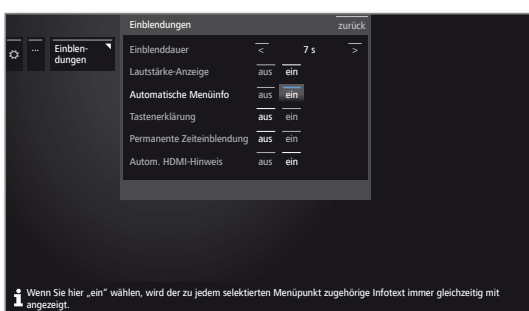 Einblendungen zurück
... Einblen-
dungen
Einblenddauer < 7 s >
Lautstärke-Anzeige aus ein
Automatische Menüinfo aus ein
Tastenerklärung aus ein
Permanente Zeiteinblendung aus ein
Autom. HDMI-Hinweis aus ein
i Wenn Sie hier „ein“ wählen, wird der zu jedem selektierten Menüpunkt zugehörige Infotext immer gleichzeitig mit
angezeigt.